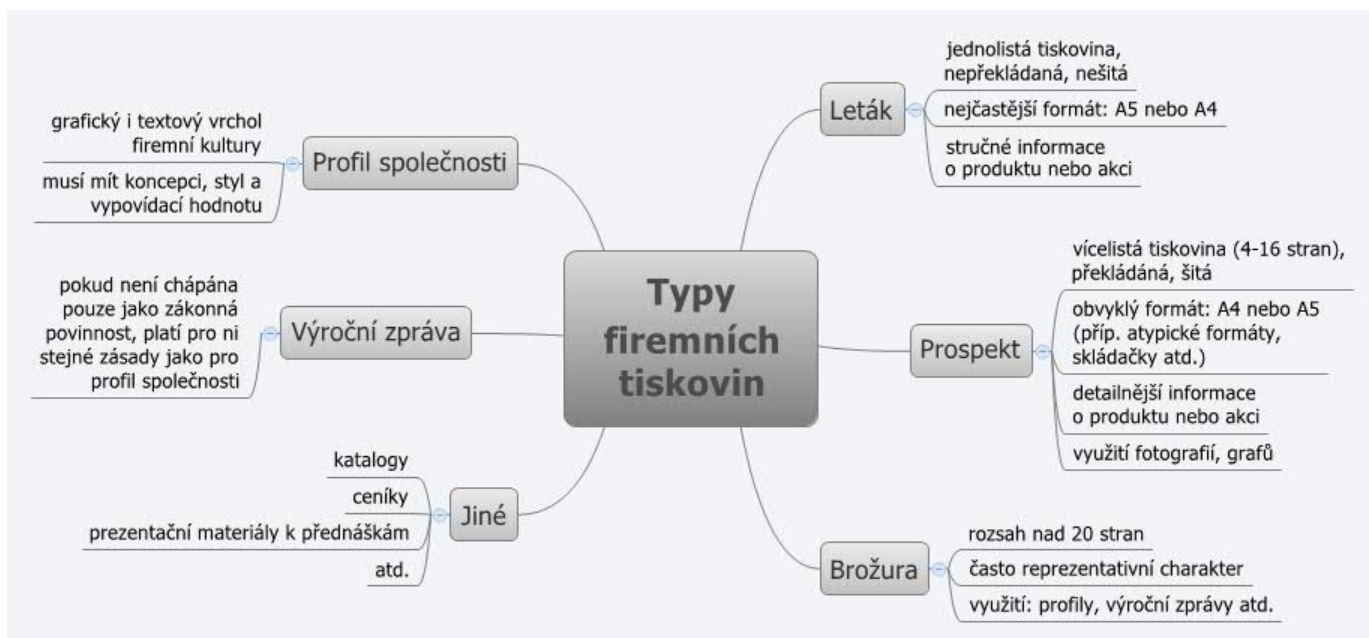 Typy
firemních
tiskovin
Leták
jednolistá tiskovina,
nepřekládaná, nešitá
nejčastější formát: A5 nebo A4
stručné informace
o produktu nebo akci
Prospekt
vícelistá tiskovina (4-16 stran),
překládáná, šitá
obvyklý formát: A4 nebo A5
(příp. atypické formáty,
skládačky atd.)
detailnější informace
o produktu nebo akci
využití fotografií, grafů
Brožura
rozsah nad 20 stran
často reprezentativní charakter
využití: profily, výroční zprávy atd.
Profil společnosti
grafický i textový vrchol
firemní kultury
musí mít koncepci, styl a
vypovídací hodnotu
Výroční zpráva
pokud není chápána
pouze jako zákonná
povinnost, platí pro ni
stejné zásady jako pro
profil společnosti
Jiné
katalogy
ceníky
prezentační materiály k přednáškám
atd.